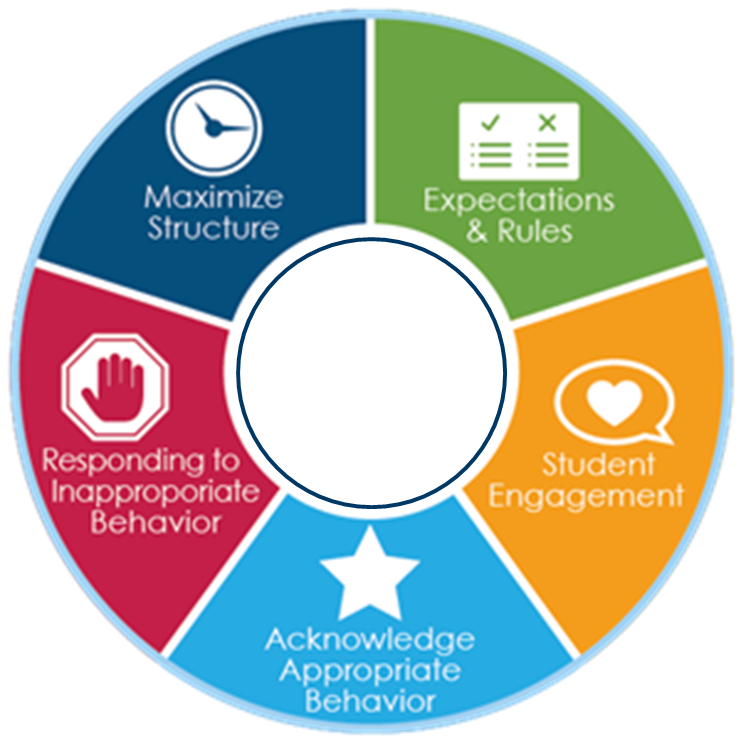 Maximize
Structure
Expectations
& Rules
Student
Engagement
Acknowledge
Appropriate
Behavior
Responding to
Inapproporiate
Behavior